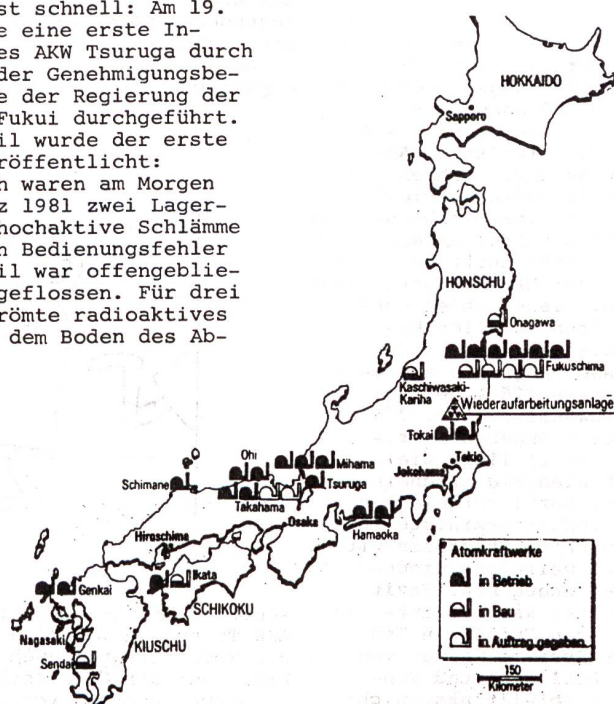 st schnell: Am 19.
e eine erste In-
es AKW Tsuruga durch
der Genehmigungsbe-
e der Regierung der
Fukui durchgeführt.
il wurde der erste
röffentlicht:
n waren am Morgen
z 1981 zwei Lager-
hochaktive Schlämme
n Bedienungsfehler
il war offengeblie-
geflossen. Für drei
römte radioaktives
dem Boden des Ab-
HOKKAIDO
Sapporo
HONSCHU
Onagawa
Fukuschima
Kaschiwasaki-
Kariha
Wiederaufarbeitungsanlage
Tokai
Tokio
Jokohama
Ohi
Mihama
Schimane
Tsuruga
Takahama
Osaka
Hamaoka
Hiroschima
Genkai
Ikata
SCHIKOKU
Nagasaki
KIUSCHU
Sendai
Atomkraftwerke
in Betrieb
in Bau
in Auftrag gegeben
150
Kilometer